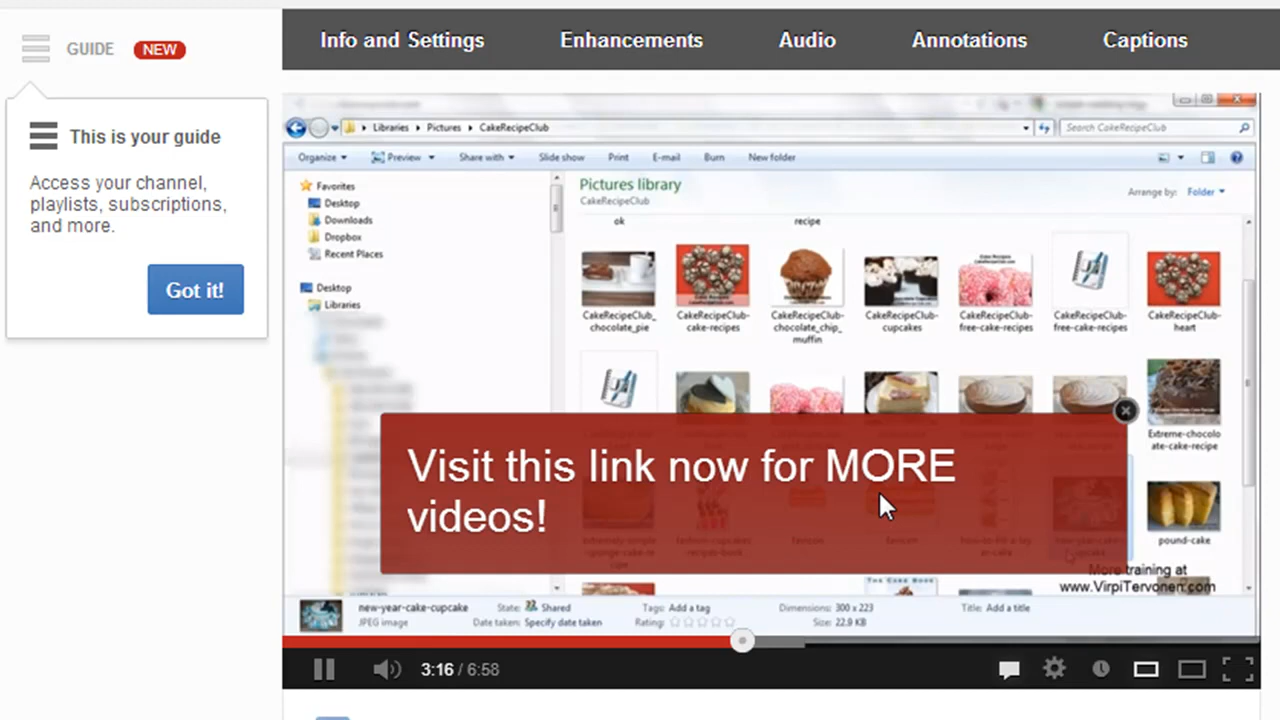 GUIDE NEW
Info and Settings Enhancements Audio Annotations Captions
This is your guide
Access your channel,
playlists, subscriptions,
and more.
Got it!
Libraries Pictures CakeRecipeClub
Search CakeRecipeClub
Organize Preview Share with Slide show Print E-mail Burn New folder
Favorites
Desktop
Downloads
Dropbox
Recent Places
Desktop
Libraries
Pictures library
CakeRecipeClub
Arrange by: Folder
ok recipe
CakeRecipeClub_
chocolate_pie
CakeRecipeClub-
cake-recipes
CakeRecipeClub_
chocolate_chip_
muffin
CakeRecipeClub-
cupcakes
CakeRecipeClub-
free-cake-recipes
CakeRecipeClub-
free-cake-recipes
CakeRecipeClub-
heart
Extreme-chocolo
ate-cake-recipe
Visit this link now for MORE
videos!
pound-cake
THE CAKE BOOK
More training at
www.VirpiTervonen.com
new-year-cake-cupcake
JPEG image
State: Shared
Date taken: Specify date taken
Tags: Add a tag
Rating:
Dimensions: 300 x 223
Size: 22.9 KB
Title: Add a title
3:16 / 6:58